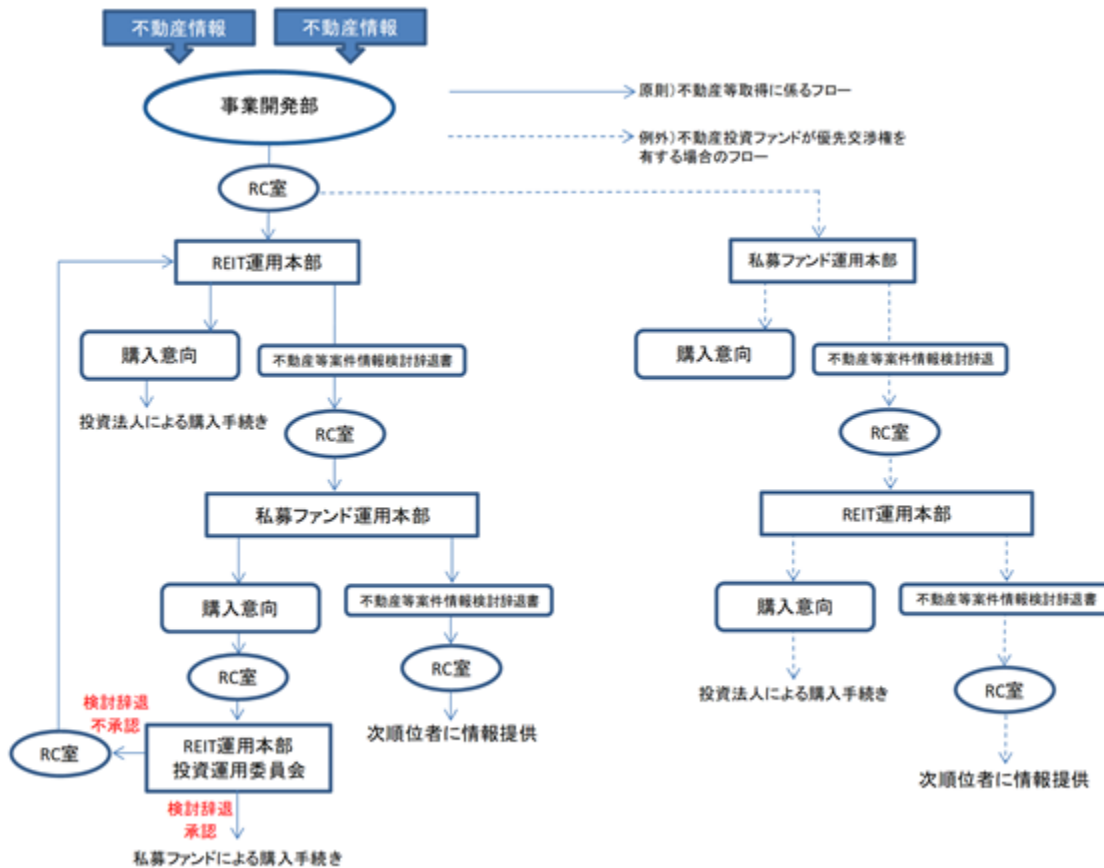 不動産情報
不動産情報
事業開発部
原則)不動産等取得に係るフロー
例外)不動産投資ファンドが優先交渉権を
有する場合のフロー
RC室
REIT運用本部
私募ファンド運用本部
購入意向
不動産等案件情報検討辞退書
購入意向
不動産等案件情報検討辞退
投資法人による購入手続き
RC室
RC室
私募ファンド運用本部
REIT運用本部
購入意向
不動産等案件情報検討辞退書
購入意向
不動産等案件情報検討辞退書
RC室
RC室
RC室
投資法人による購入手続き
検討辞退
不承認
次順位者に情報提供
RC室
REIT運用本部
投資運用委員会
次順位者に情報提供
検討辞退
承認
私募ファンドによる購入手続き